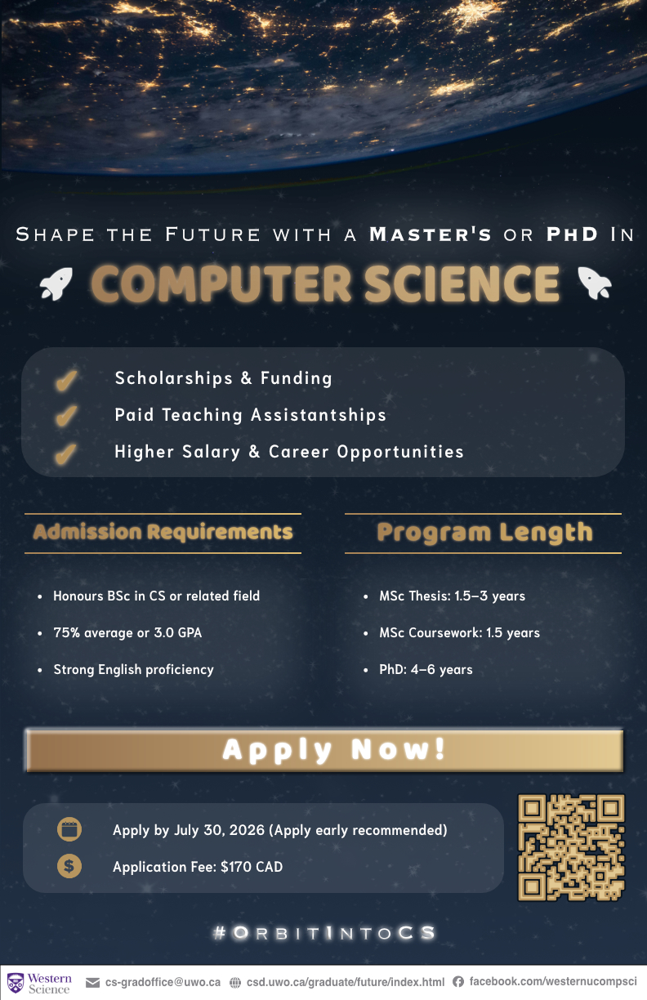 Shape the Future with a Master's or PhD In
COMPUTER SCIENCE
Scholarships & Funding
Paid Teaching Assistantships
Higher Salary & Career Opportunities
Admission Requirements
• Honours BSc in CS or related field
• 75% average or 3.0 GPA
• Strong English proficiency
Program Length
• MSc Thesis: 1.5–3 years
• MSc Coursework: 1.5 years
• PhD: 4–6 years
Apply Now!
Apply by July 30, 2026 (Apply early recommended)
$ Application Fee: $170 CAD
#OrbitIntoCS
Western
Science
cs-gradoffice@uwo.ca
csd.uwo.ca/graduate/future/index.html
facebook.com/westernucompsci